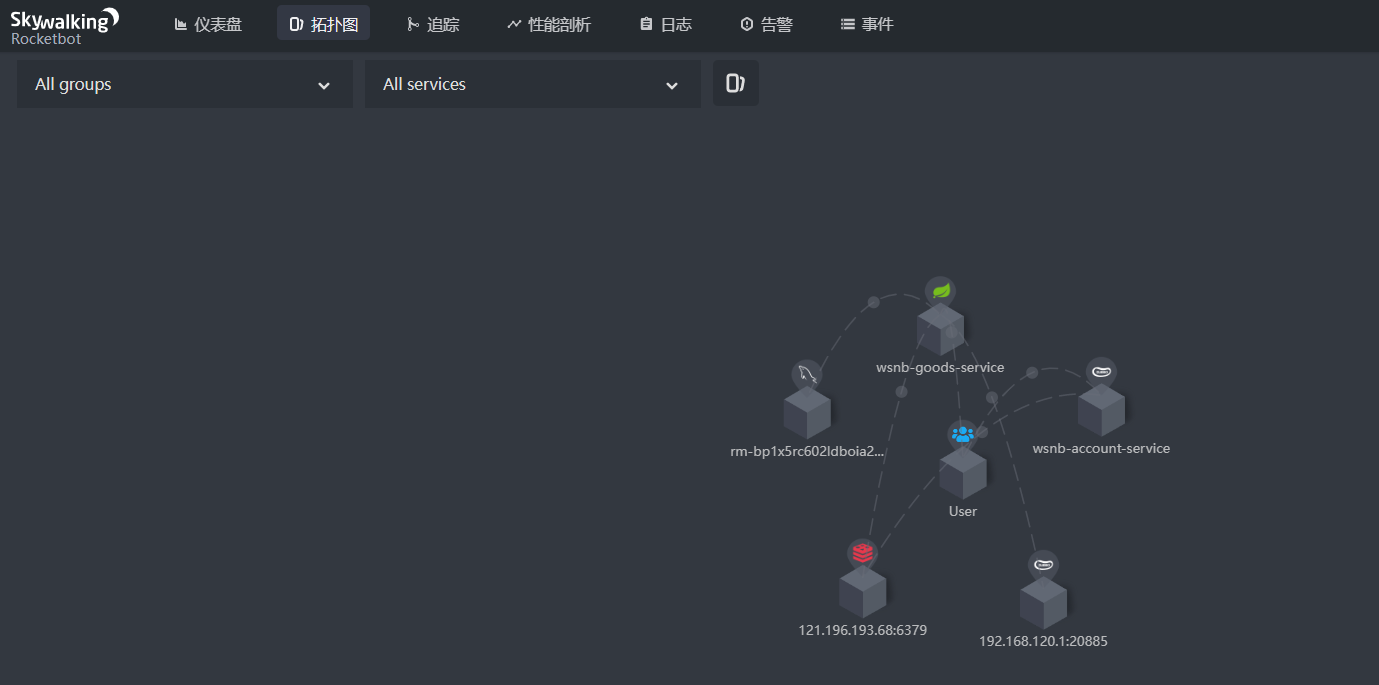 Skywalking
Rocketbot
仪表盘
拓扑图
追踪
性能剖析
日志
告警
事件
All groups
All services
wsnb-goods-service
rm-bp1x5rc602ldboia2...
wsnb-account-service
User
121.196.193.68:6379
192.168.120.1:20885